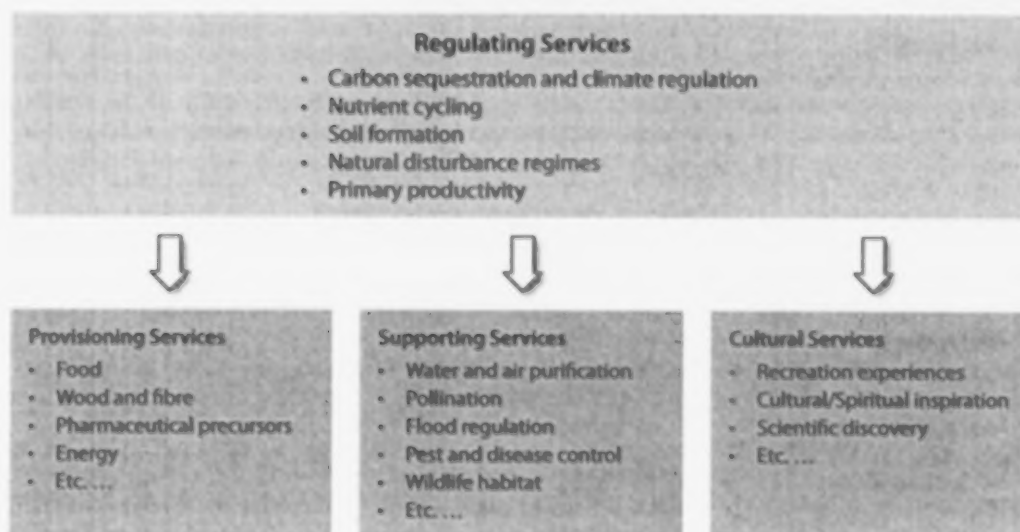 Regulating Services
• Carbon sequestration and climate regulation
• Nutrient cycling
• Soil formation
• Natural disturbance regimes
• Primary productivity
Provisioning Services
• Food
• Wood and fibre
• Pharmaceutical precursors
• Energy
• Etc. ...
Supporting Services
• Water and air purification
• Pollination
• Flood regulation
• Pest and disease control
• Wildlife habitat
• Etc. ...
Cultural Services
• Recreation experiences
• Cultural/Spiritual inspiration
• Scientific discovery
• Etc. ...